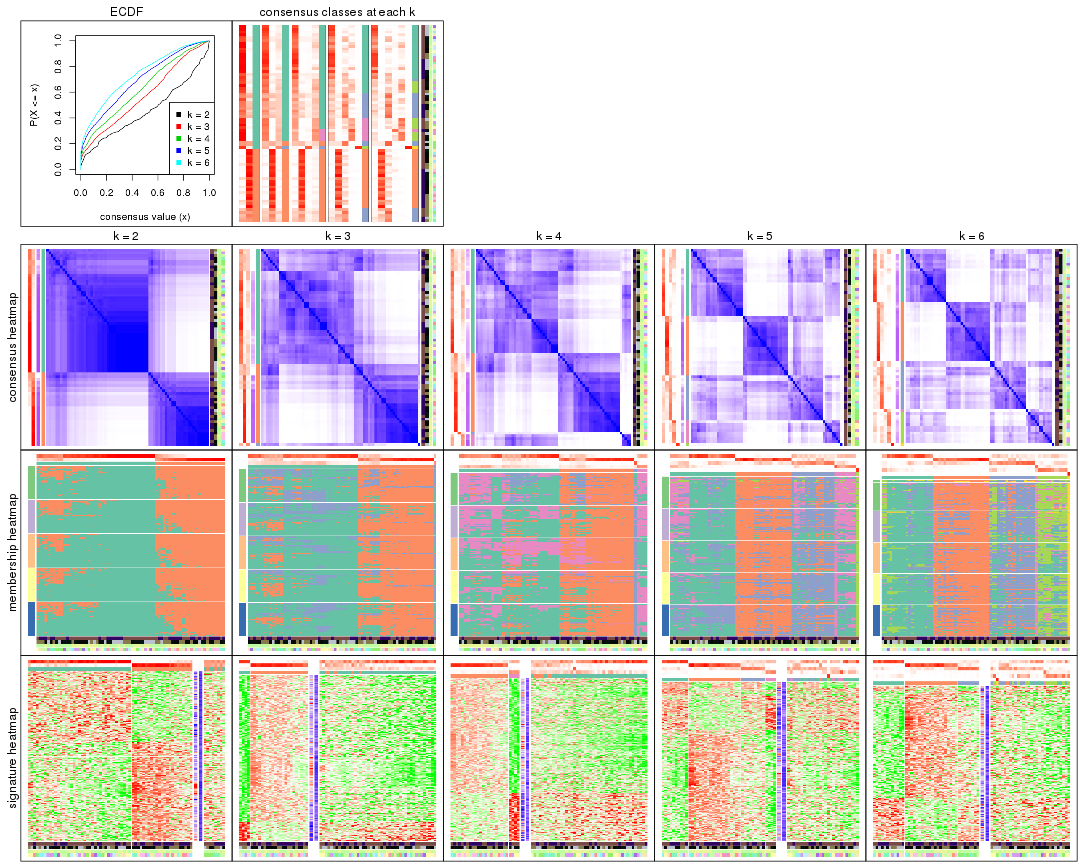 ECDF
consensus classes at each k
P(X <= x)
0.0 0.2 0.4 0.6 0.8 1.0
k = 2
k = 3
k = 4
k = 5
k = 6
0.0 0.2 0.4 0.6 0.8 1.0
consensus value (x)
k = 2 k = 3 k = 4 k = 5 k = 6
consensus heatmap
membership heatmap
signature heatmap